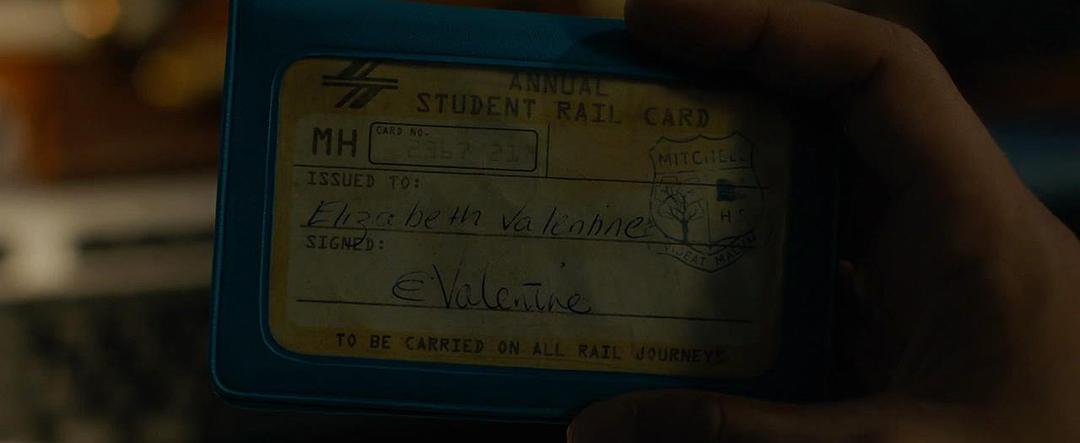 ANNUAL
STUDENT RAIL CARD
MH
CARD NO.
ISSUED TO:
Elizabeth Valentine
SIGNED:
E Valentine
MITCHELL
HS
TO BE CARRIED ON ALL RAIL JOURNEYS